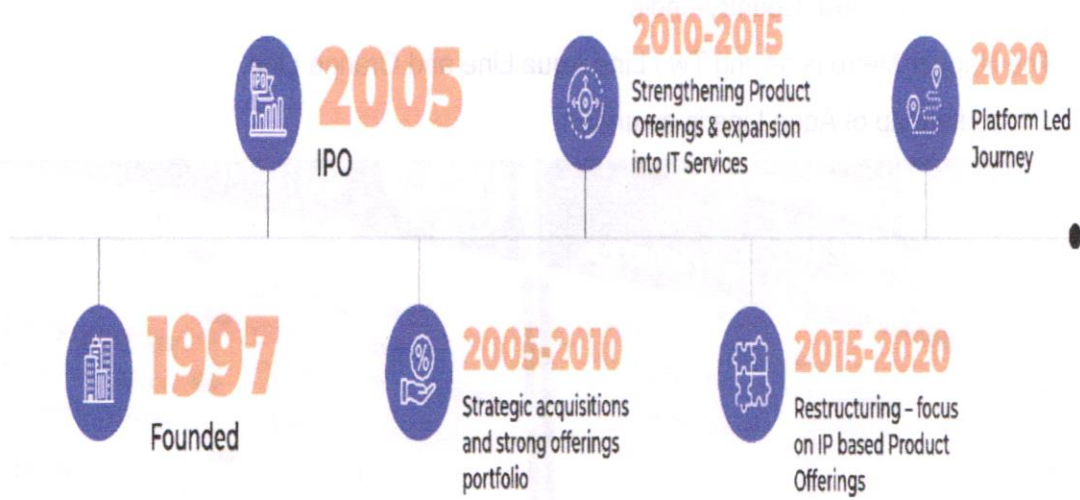 2005
IPO
2010-2015
Strengthening Product
Offerings & expansion
into IT Services
2020
Platform Led
Journey
1997
Founded
2005-2010
Strategic acquisitions
and strong offerings
portfolio
2015-2020
Restructuring – focus
on IP based Product
Offerings
IPO
%